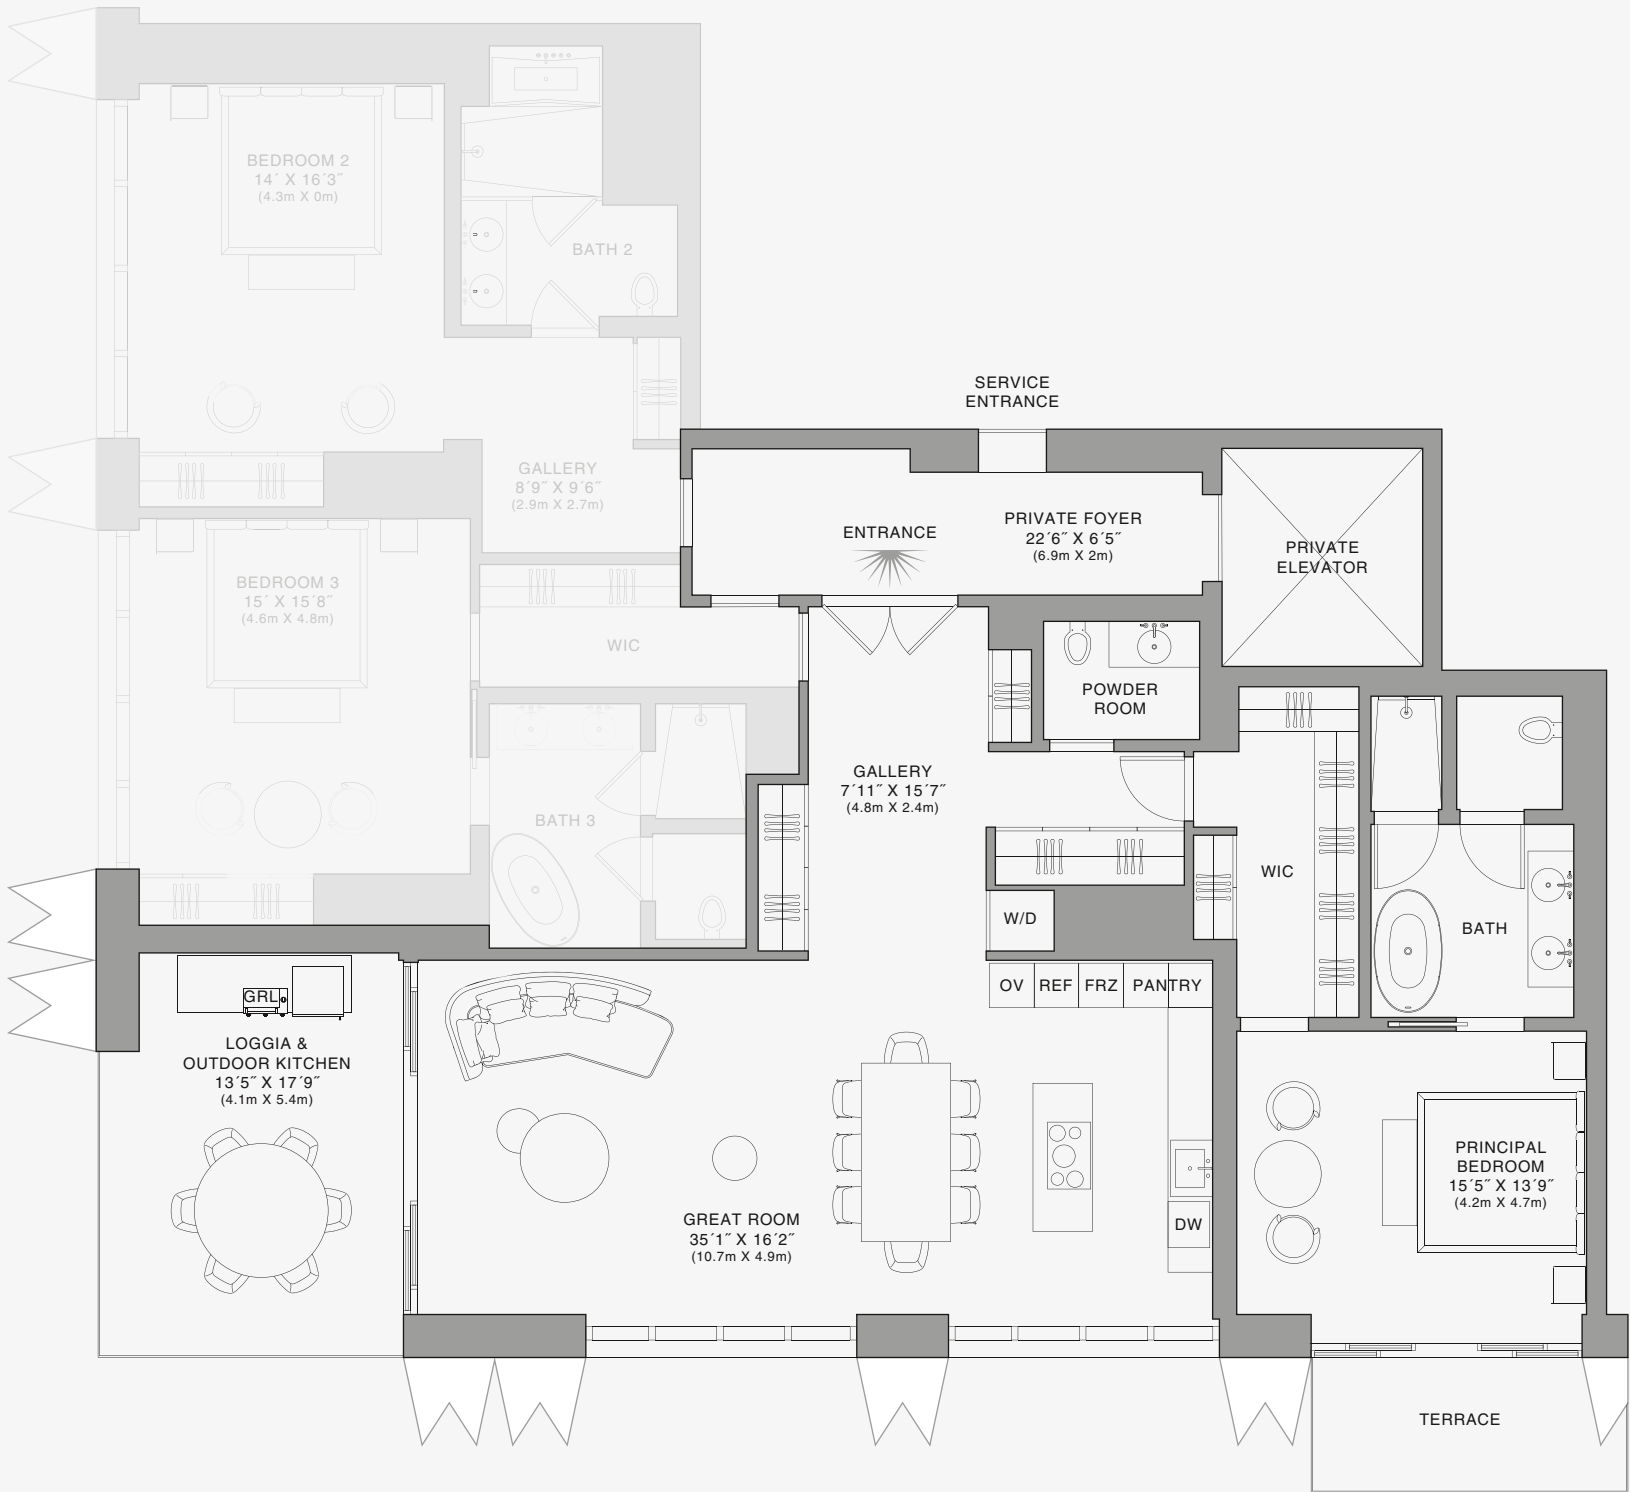 BEDROOM 2
14´ X 16´3˝
(4.3m X 0m)
BATH 2
SERVICE
ENTRANCE
GALLERY
8´9˝ X 9´6˝
(2.9m X 2.7m)
ENTRANCE
PRIVATE FOYER
22´6˝ X 6´5˝
(6.9m X 2m)
PRIVATE
ELEVATOR
BEDROOM 3
15´ X 15´8˝
(4.6m X 4.8m)
WIC
POWDER
ROOM
GALLERY
7´11˝ X 15´7˝
(4.8m X 2.4m)
BATH 3
WIC
W/D
BATH
OV
REF
FRZ
PANTRY
GRL
LOGGIA &
OUTDOOR KITCHEN
13´5˝ X 17´9˝
(4.1m X 5.4m)
PRINCIPAL
BEDROOM
15´5˝ X 13´9˝
(4.2m X 4.7m)
GREAT ROOM
35´1˝ X 16´2˝
(10.7m X 4.9m)
DW
TERRACE